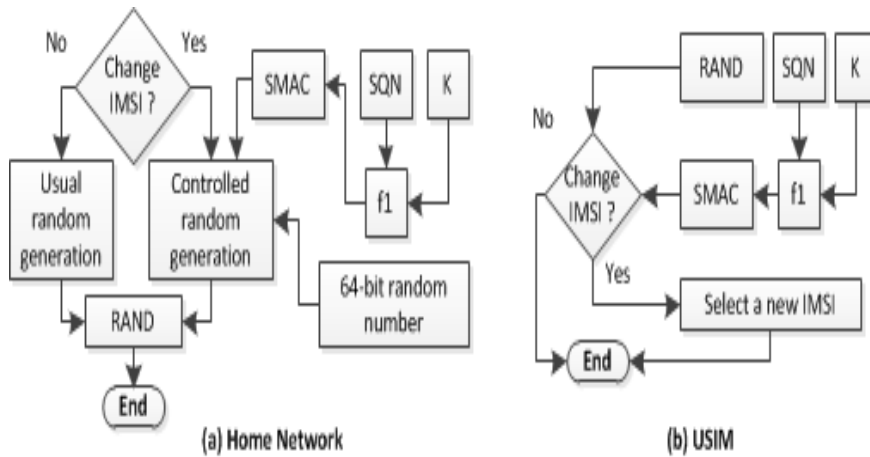 No
Yes
Change
IMSI ?
SMAC
SQN
K
Usual
random
generation
Controlled
random
generation
f1
64-bit random
number
RAND
End
(a) Home Network
RAND
SQN
K
No
Change
IMSI ?
SMAC
f1
Yes
Select a new IMSI
End
(b) USIM